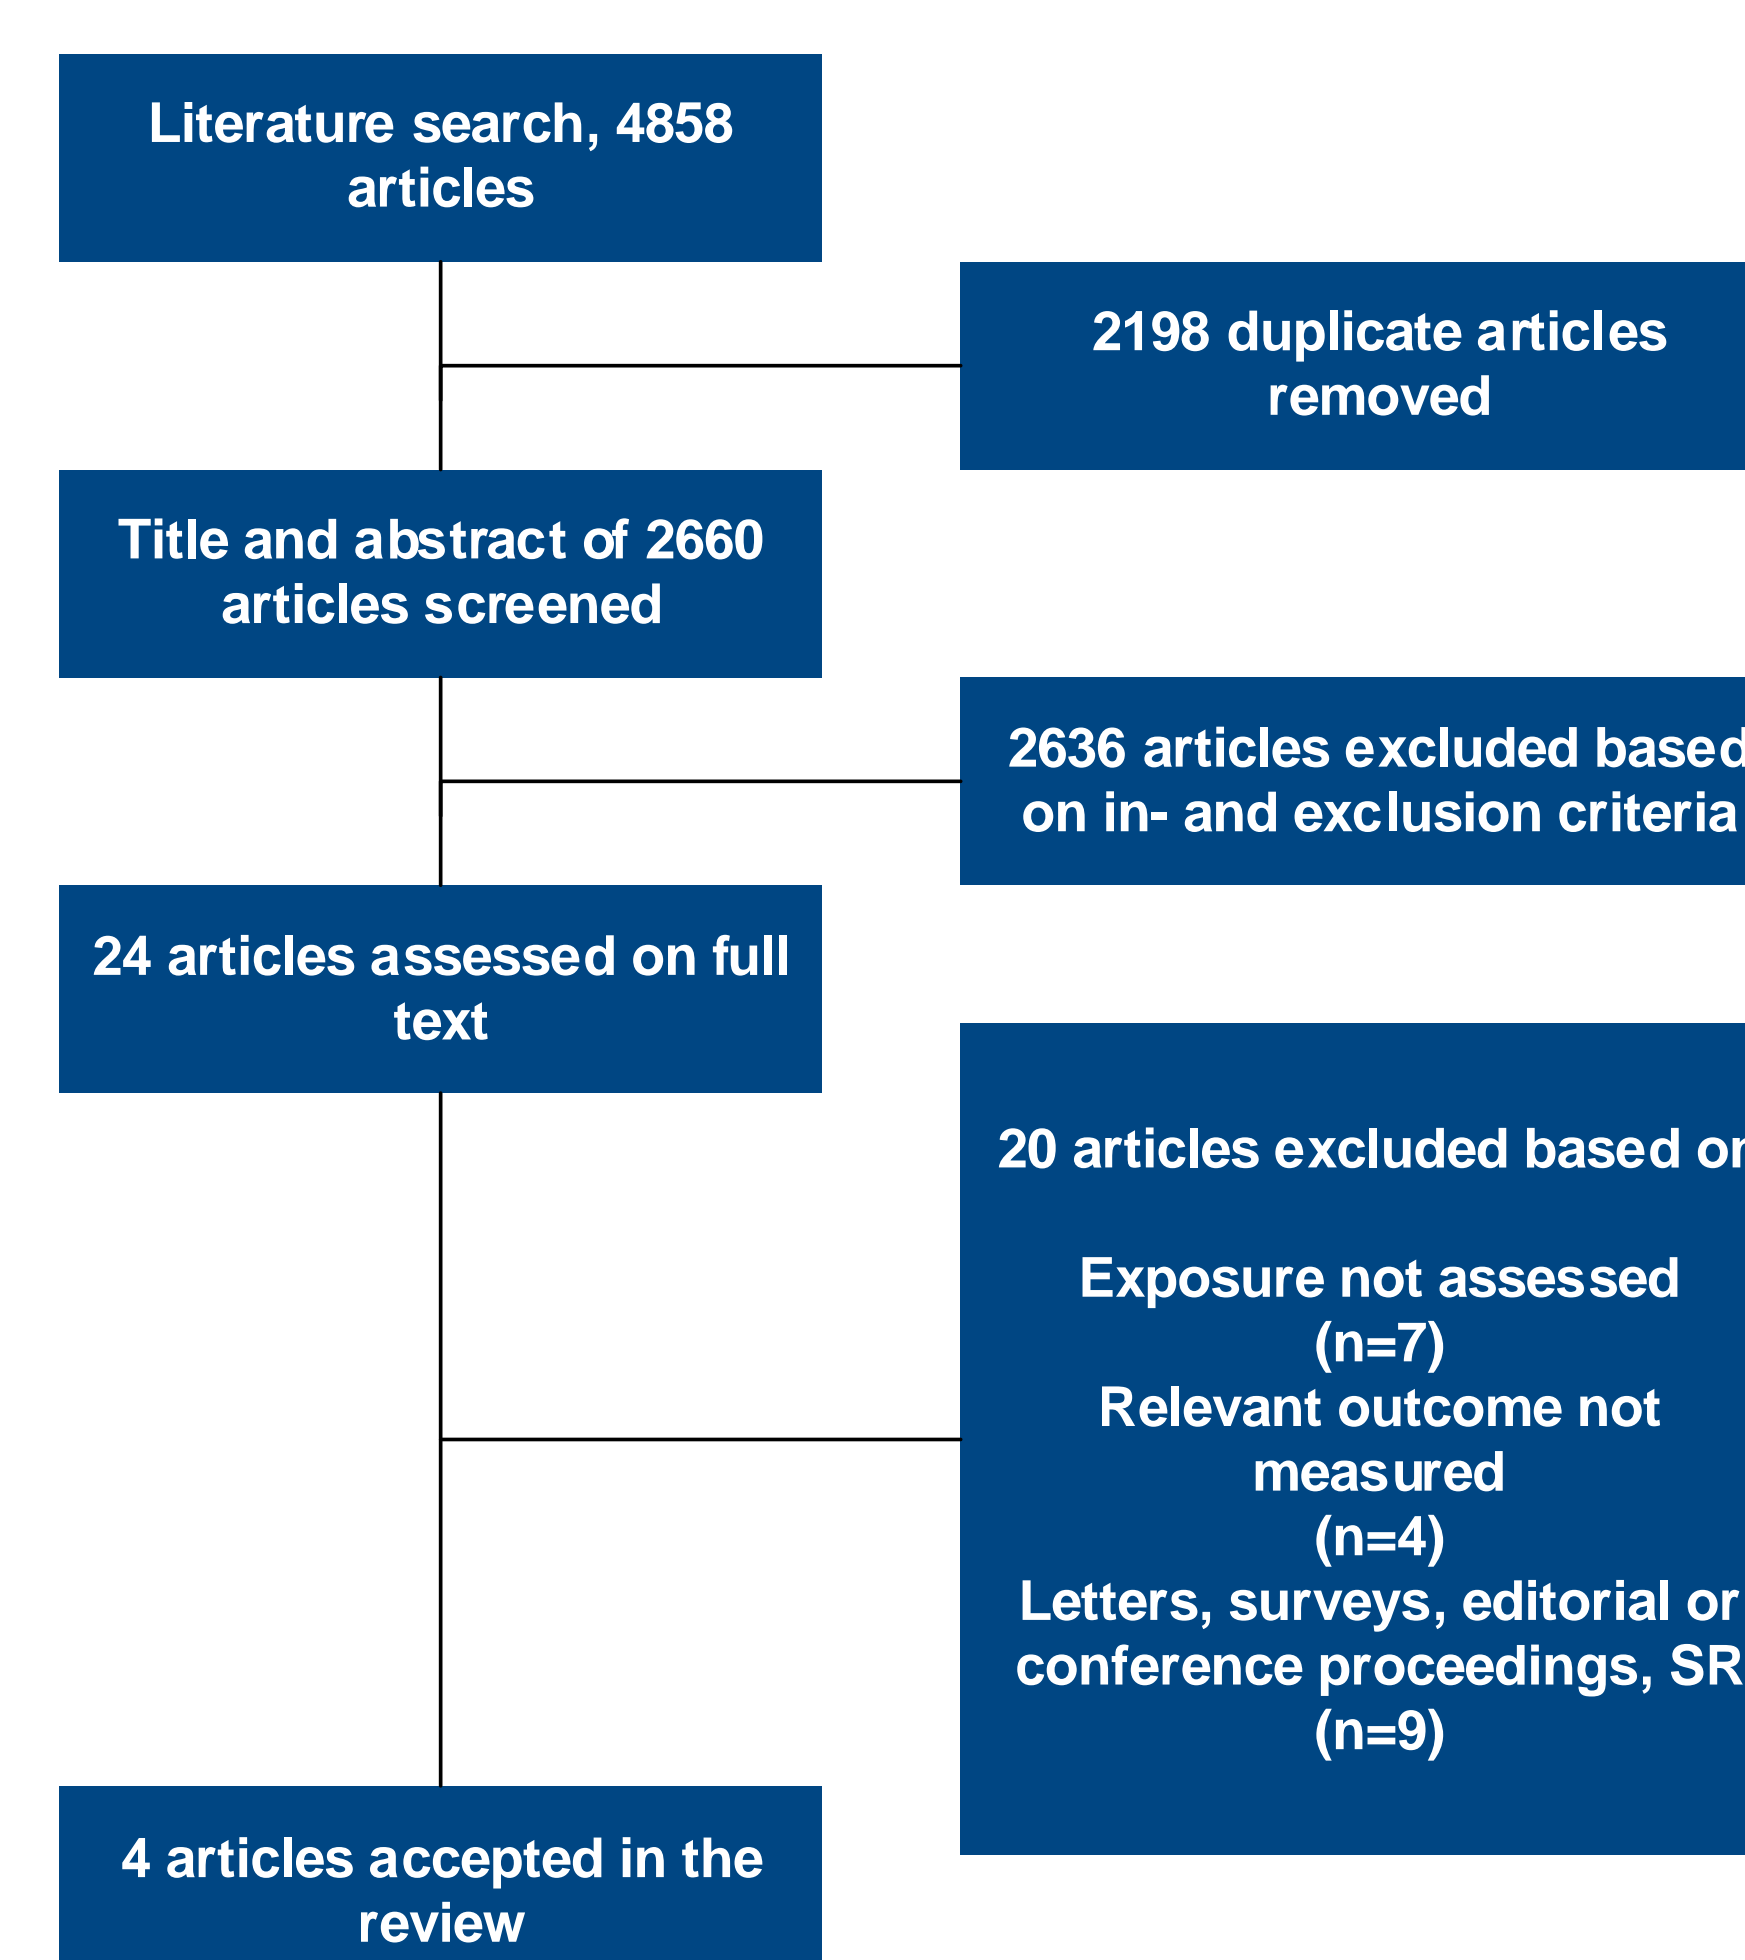 Literature search, 4858
articles
2198 duplicate articles
removed
Title and abstract of 2660
articles screened
2636 articles excluded based
on in- and exclusion criteria
24 articles assessed on full
text
20 articles excluded based on
Exposure not assessed
(n=7)
Relevant outcome not
measured
(n=4)
Letters, surveys, editorial or
conference proceedings, SR
(n=9)
4 articles accepted in the
review